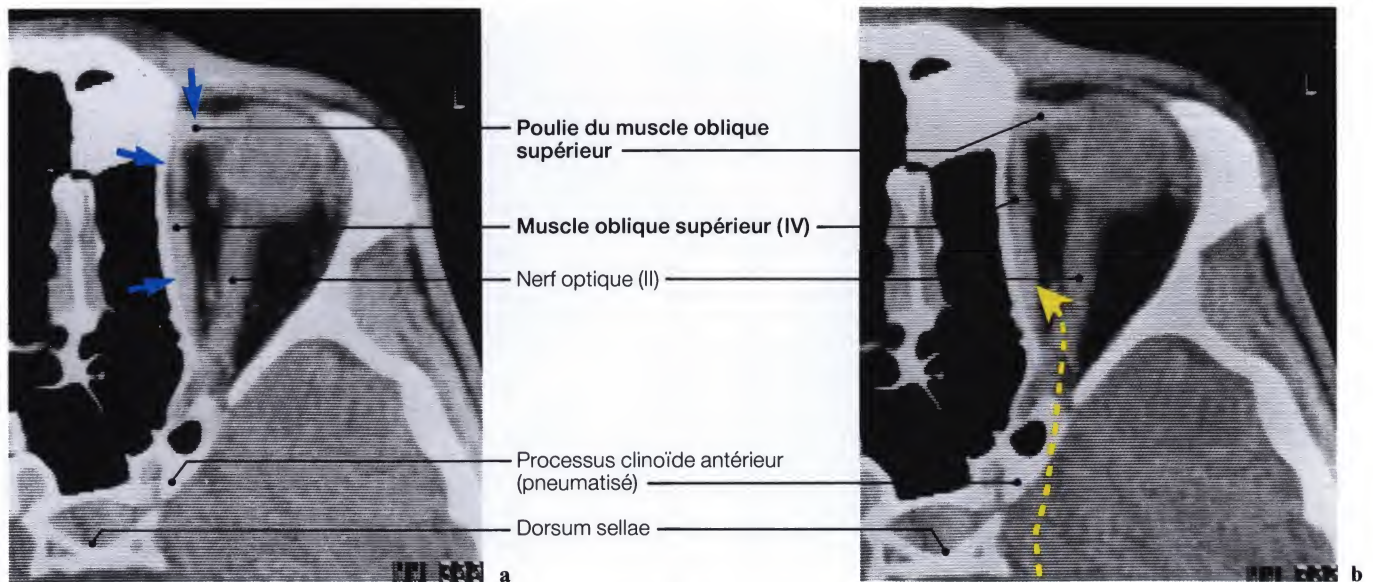 L
L
Poulie du muscle oblique
supérieur
Muscle oblique supérieur (IV)
Nerf optique (II)
Processus clinoïde antérieur
(pneumatisé)
Dorsum sellae
a
b